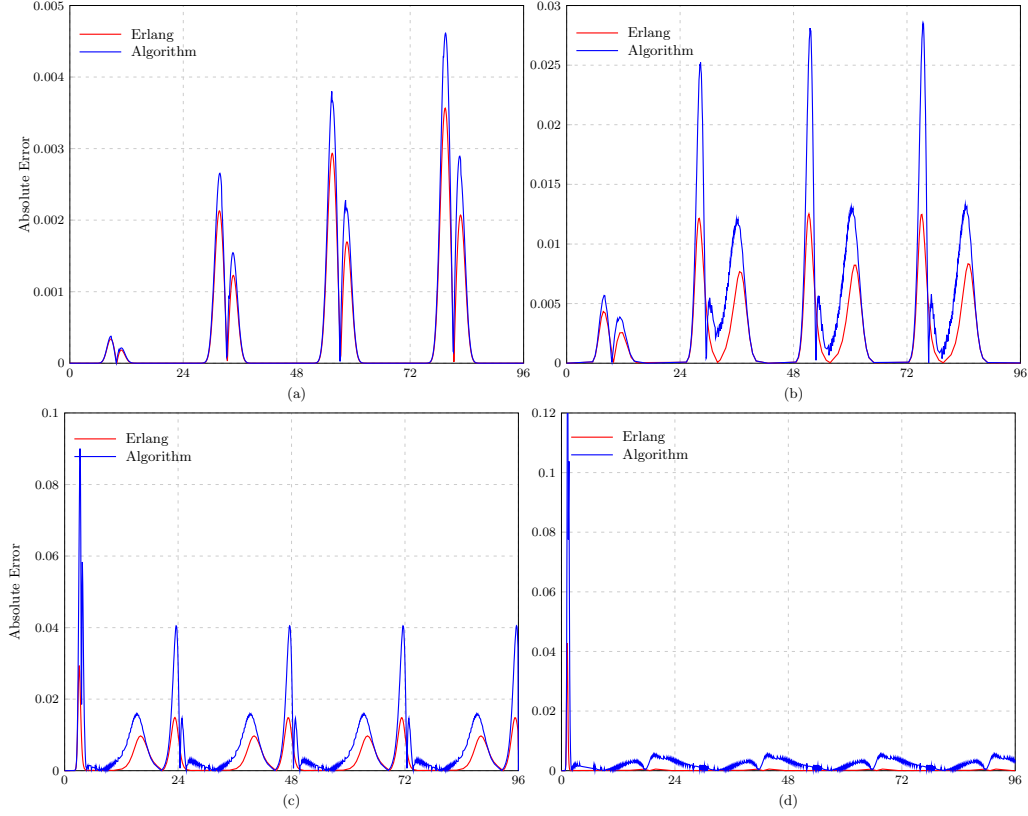 0.005
0.004
0.003
0.002
0.001
0
Absolute Error
Erlang
Algorithm
0 24 48 72 96
(a)
0.03
0.025
0.02
0.015
0.01
0.005
0
Erlang
Algorithm
0 24 48 72 96
(b)
0.1
0.08
0.06
0.04
0.02
0
Absolute Error
Erlang
Algorithm
0 24 48 72 96
(c)
0.12
0.1
0.08
0.06
0.04
0.02
0
Erlang
Algorithm
0 24 48 72 96
(d)